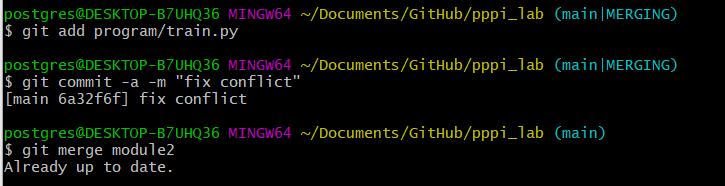 postgres@DESKTOP-B7UHQ36 MINGW64 ~/Documents/GitHub/pppi_lab (main|MERGING)
$ git add program/train.py
postgres@DESKTOP-B7UHQ36 MINGW64 ~/Documents/GitHub/pppi_lab (main|MERGING)
$ git commit -a -m "fix conflict"
[main 6a32f6f] fix conflict
postgres@DESKTOP-B7UHQ36 MINGW64 ~/Documents/GitHub/pppi_lab (main)
$ git merge module2
Already up to date.